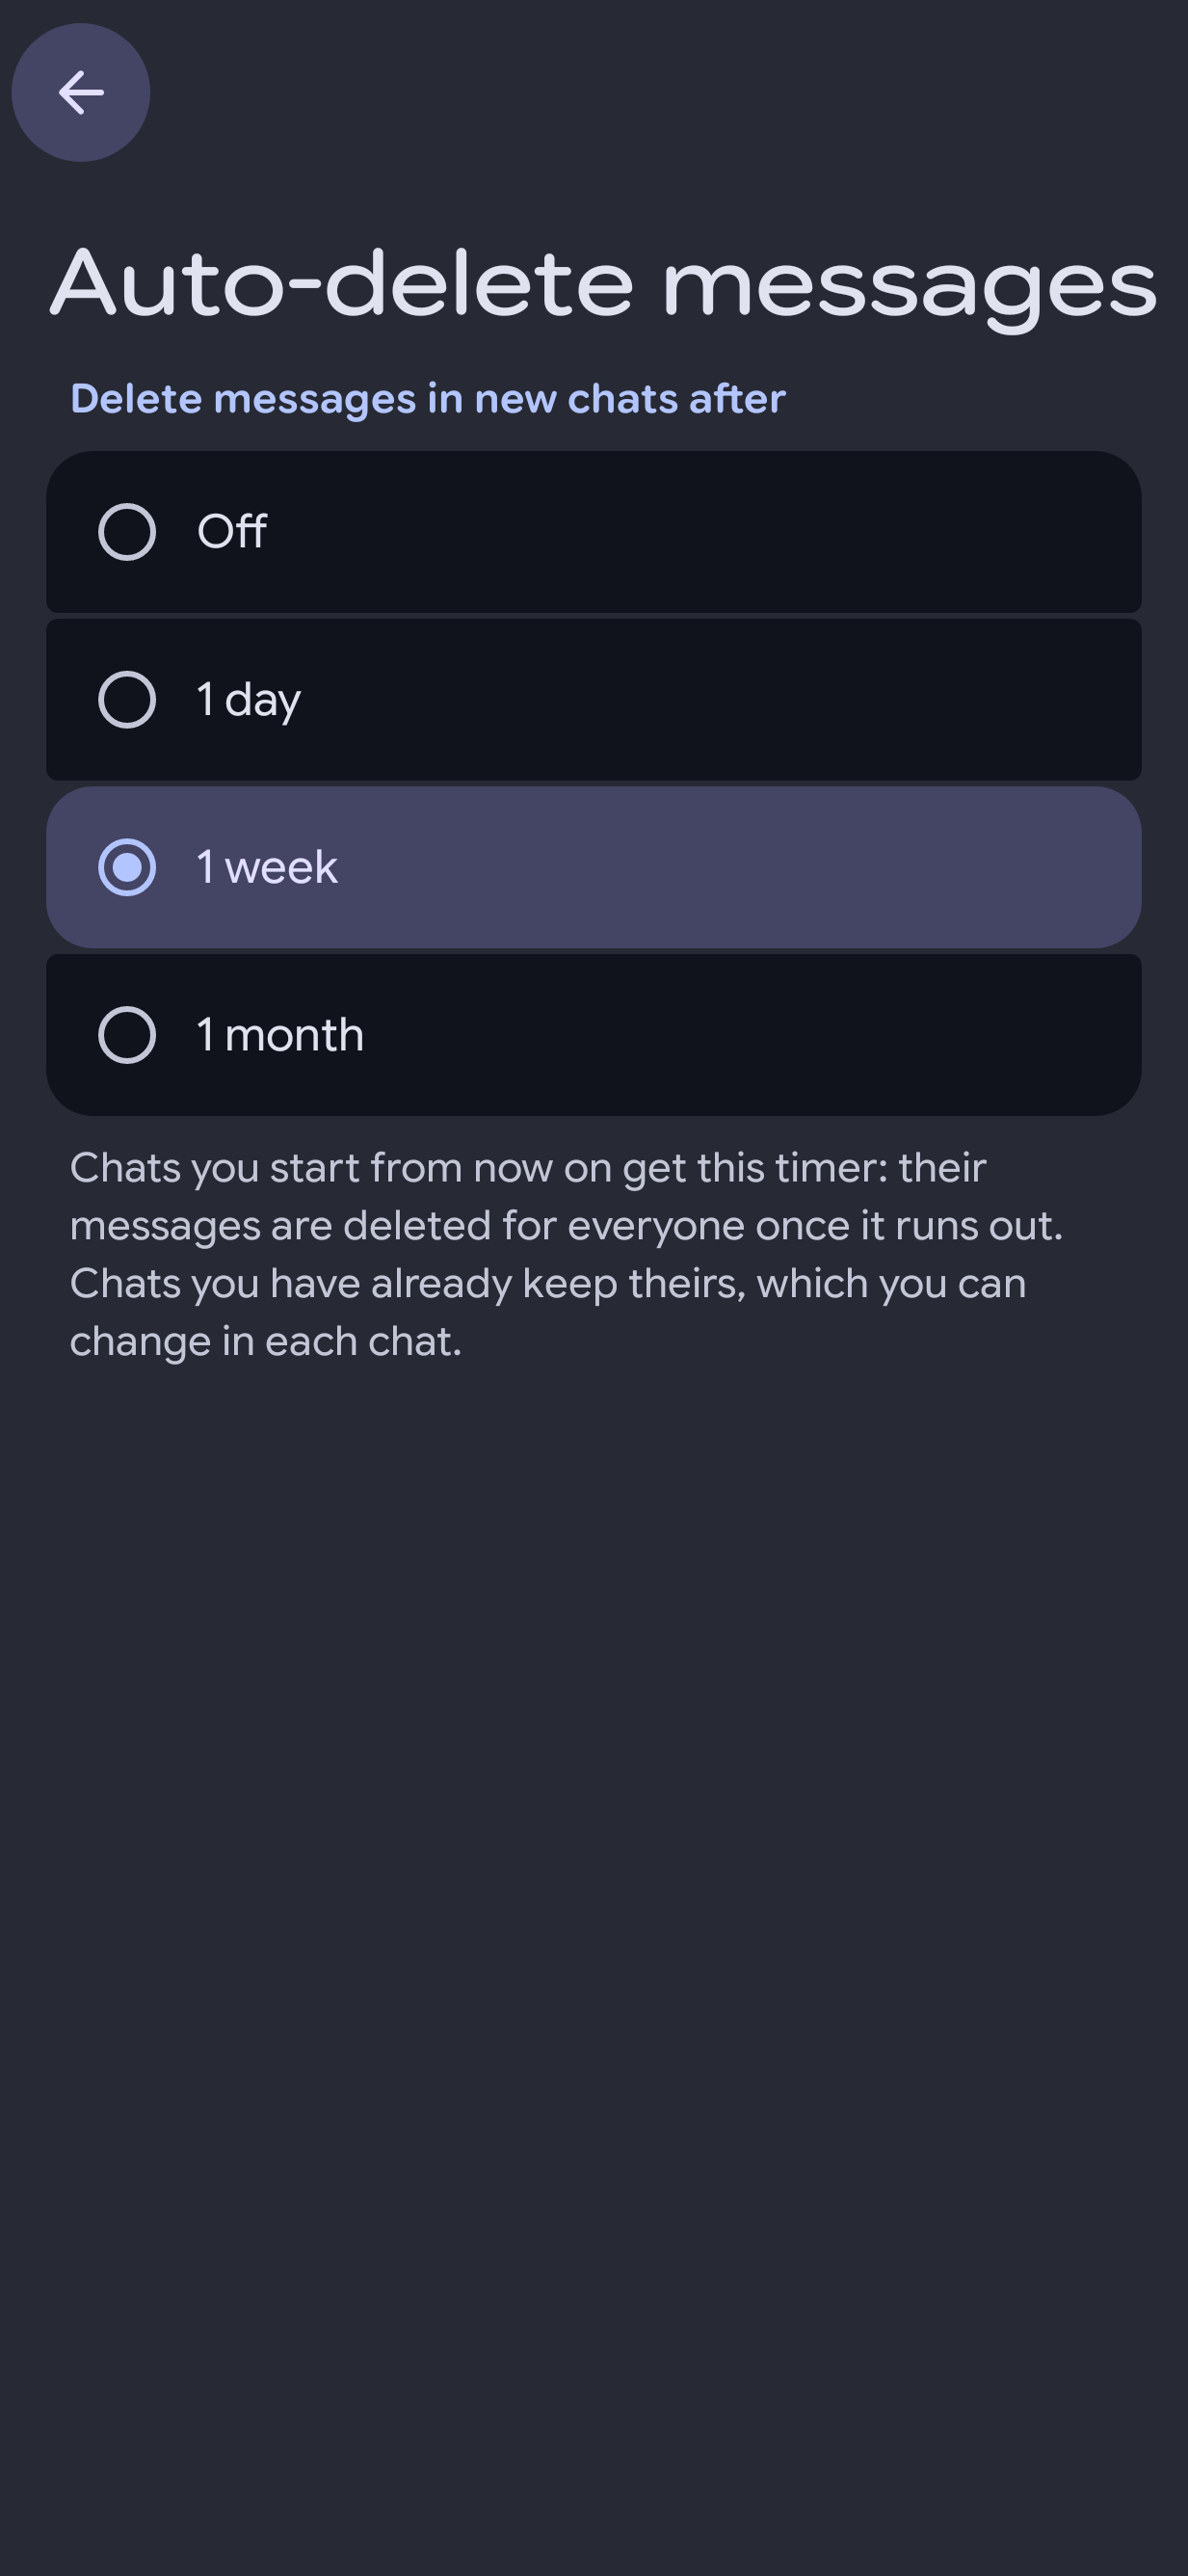 Auto-delete messages
Delete messages in new chats after
Off
1 day
1 week
1 month
Chats you start from now on get this timer: their
messages are deleted for everyone once it runs out.
Chats you have already keep theirs, which you can
change in each chat.